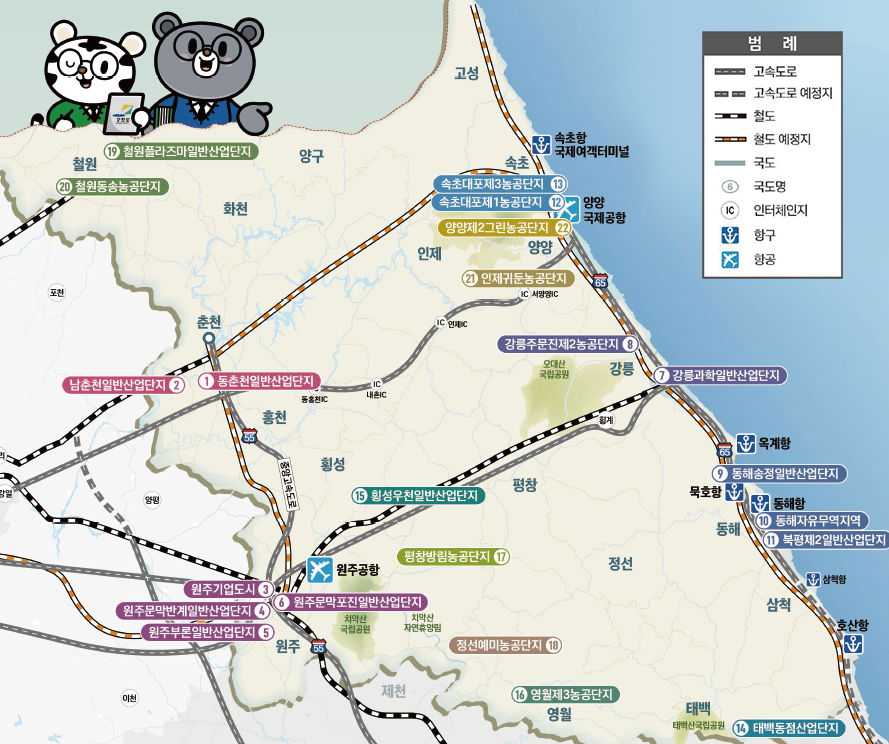 고성
범 례
고속도로
고속도로 예정지
철도
철도 예정지
국도
6 국도명
IC 인터체인지
항구
항공
강원도
속초항
국제여객터미널
19 철원플라즈마일반산업단지
양구
철원
속초
20 철원동송농공단지
속초대포제3농공단지 13
속초대포제1농공단지 12
양양
국제공항
화천
양양제2그린농공단지 22
인제
양양
21 인제귀둔농공단지
65
포천
IC 서양양IC
춘천
IC 인제IC
강릉주문진제2농공단지 8
오대산
국립공원
강릉
남춘천일반산업단지 2
1 동춘천일반산업단지
7 강릉과학일반산업단지
IC
동홍천IC
내촌IC
홍천
횡계
55
65
옥계항
횡성
중앙고속도로
9 동해송정일반산업단지
강일
양평
15 횡성우천일반산업단지
평창
묵호항
동해항
동해
10 동해자유무역지역
11 북평제2일반산업단지
원주공항
평창방림농공단지 17
정선
삼척항
원주기업도시 3
6 원주문막포진일반산업단지
삼척
원주문막반계일반산업단지 4
치악산
국립공원
치악산
자연휴양림
호산항
원주부론일반산업단지 5
원주
55
정선예미농공단지 18
이천
제천
16 영월제3농공단지
영월
태백
태백산국립공원
14 태백동점산업단지